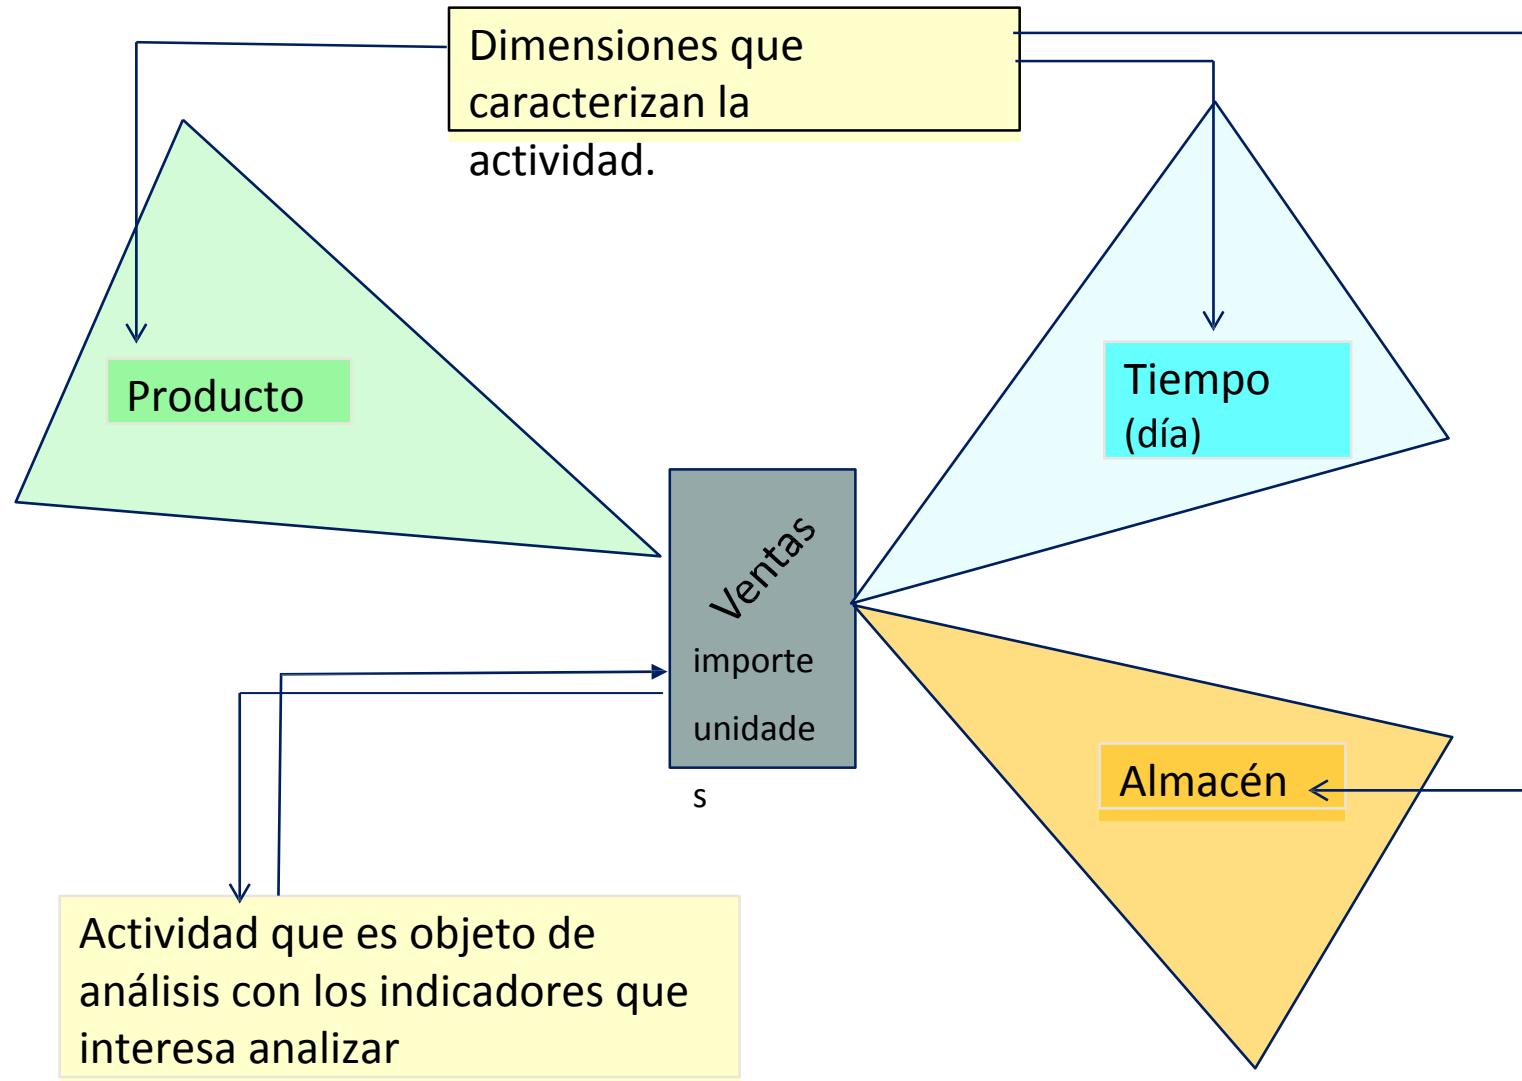 Dimensiones que
caracterizan la
actividad.
Producto
Tiempo
(día)
Ventas
importe
unidade
s
Almacén
Actividad que es objeto de
análisis con los indicadores que
interesa analizar